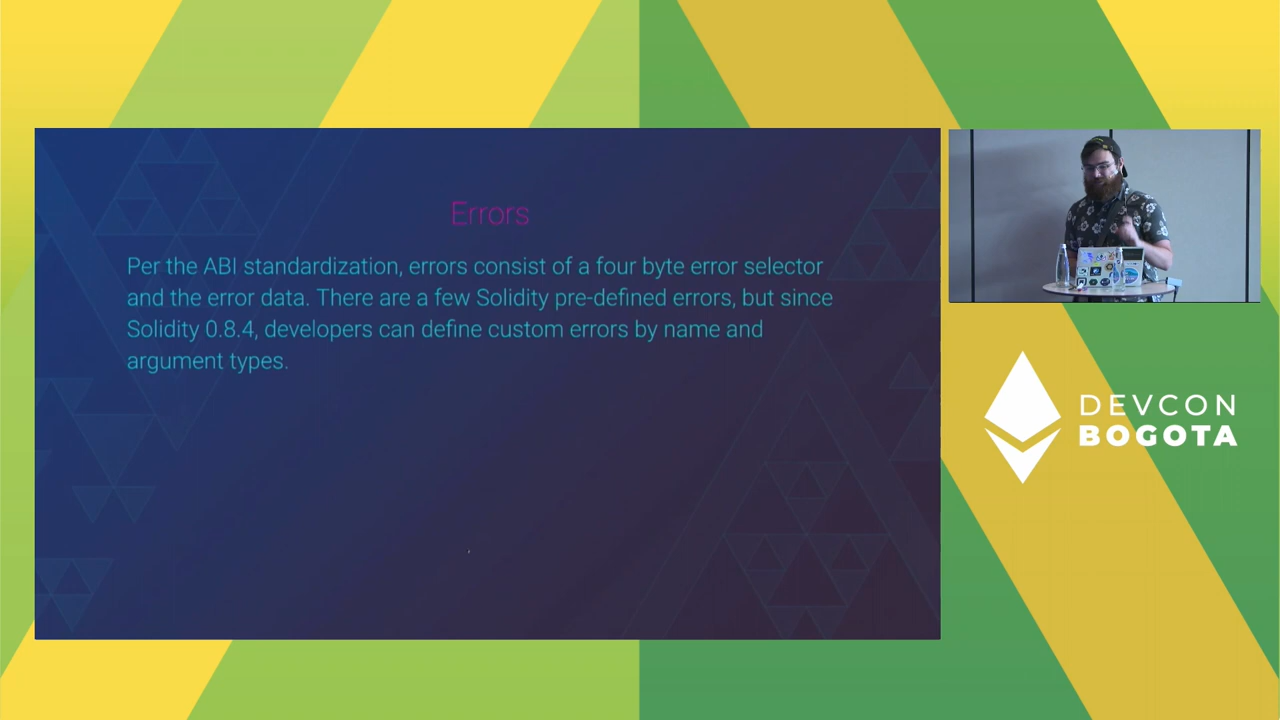 Errors
Per the ABI standardization, errors consist of a four byte error selector
and the error data. There are a few Solidity pre-defined errors, but since
Solidity 0.8.4, developers can define custom errors by name and
argument types.
DEVCON
BOGOTA